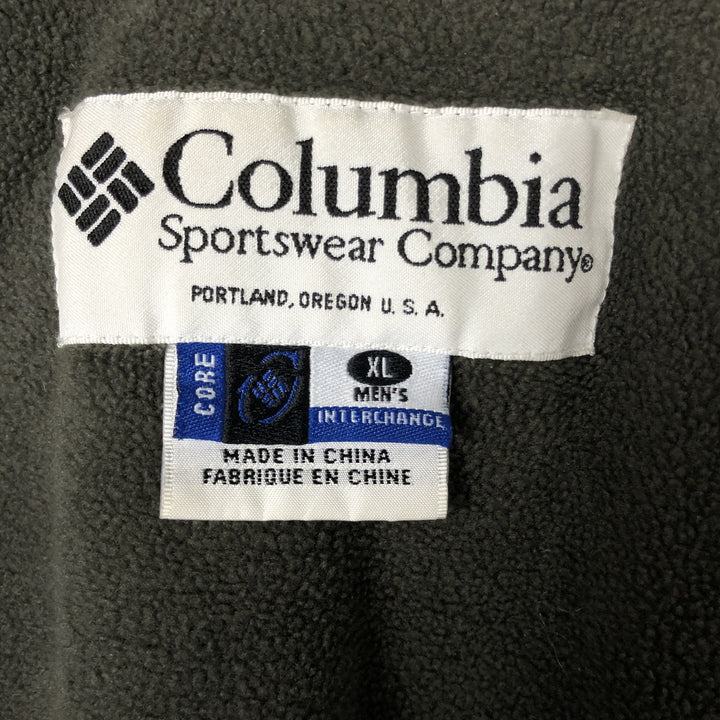 Columbia
Sportswear Company®
PORTLAND, OREGON U. S. A.
CORE
XL
MEN'S
INTERCHANGE
MADE IN CHINA
FABRIQUE EN CHINE